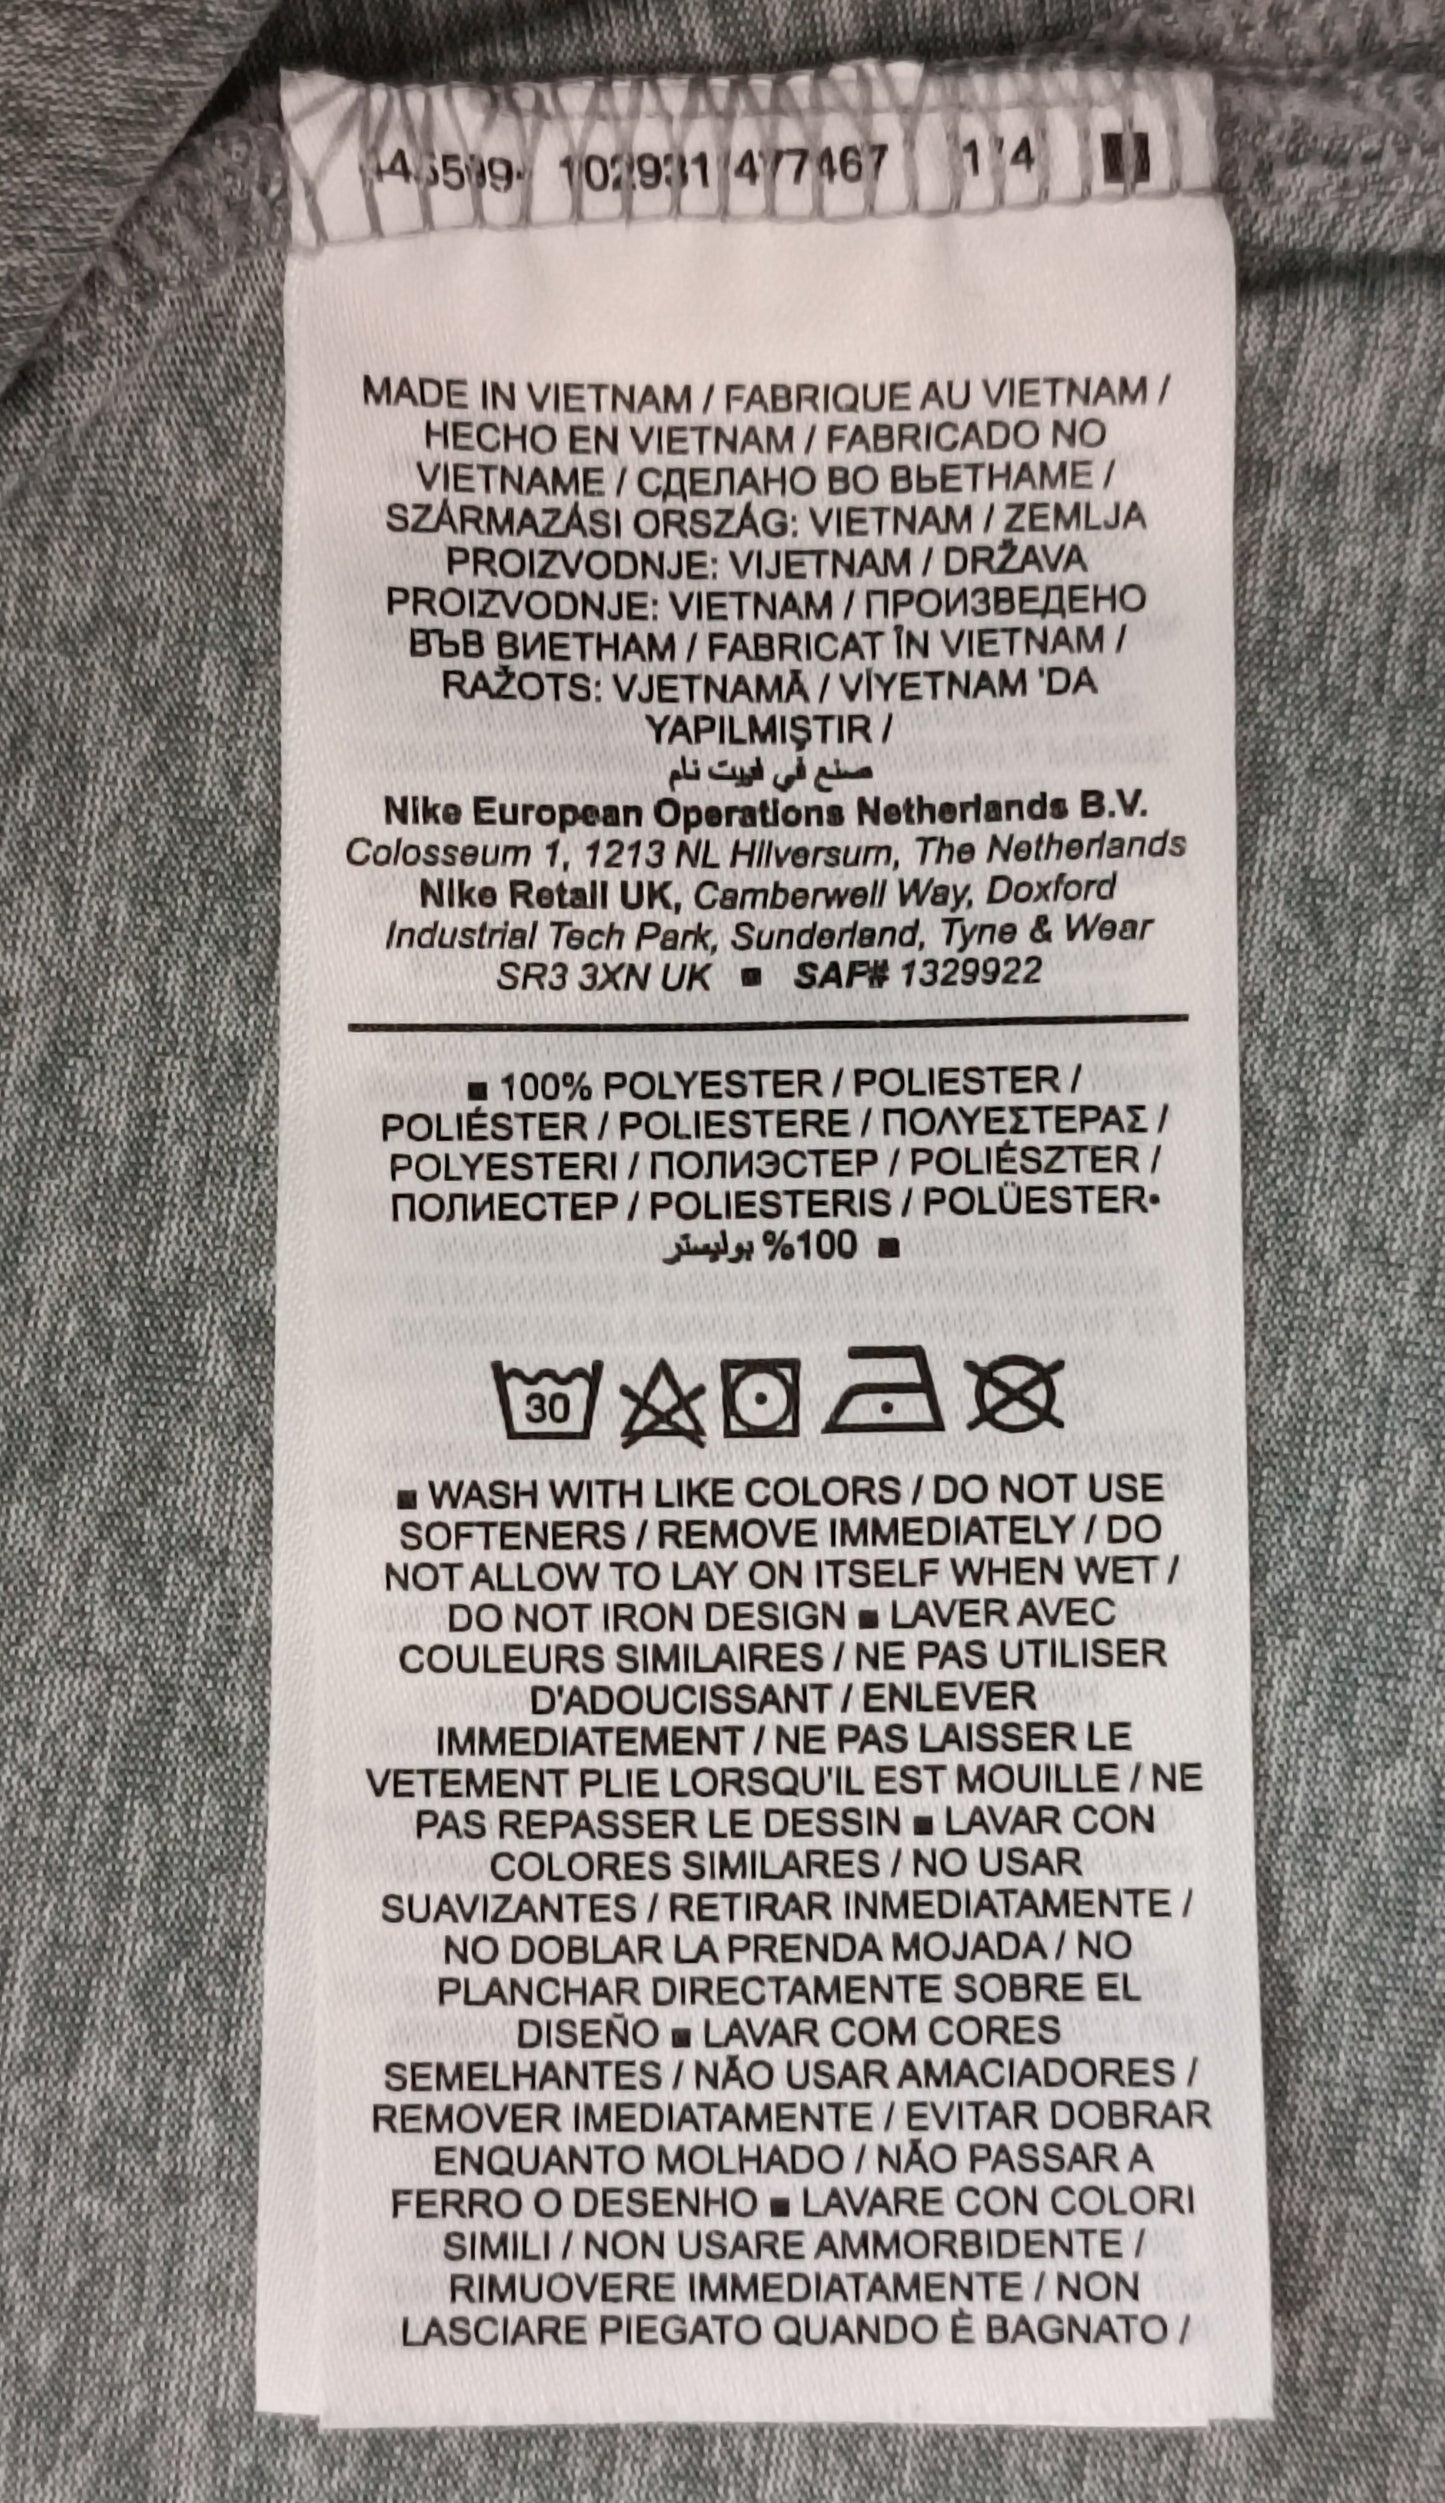 102931 477467
MADE IN VIETNAM / FABRIQUE AU VIETNAM /
HECHO EN VIETNAM / FABRICADO NO
VIETNAME / СДЕЛАНО ВО ВЬЕТНАМЕ /
SZÁRMAZÁSI ORSZÁG: VIETNAM / ZEMLJA
PROIZVODNJE: VIJETNAM / DRŽAVA
PROIZVODNJE: VIETNAM / ПРОИЗВЕДЕНО
ВЪВ ВИЕТНАМ / FABRICAT ÎN VIETNAM /
RAŽOTS: VJETNAMĀ / VİYETNAM 'DA
YAPILMIŞTIR /
صنع في فييت نام
Nike European Operations Netherlands B.V.
Colosseum 1, 1213 NL Hilversum, The Netherlands
Nike Retail UK, Camberwell Way, Doxford
Industrial Tech Park, Sunderland, Tyne & Wear
SR3 3XN UK ■ SAF# 1329922
■ 100% POLYESTER / POLIESTER /
POLIÉSTER / POLIESTERE / ΠΟΛΥΕΣΤΕΡΑΣ /
POLYESTERI / ПОЛИЭСТЕР / POLIÉSZTER /
ПОЛИЕСТЕР / POLIESTERIS / POLÜESTER•
■ 100% بوليستر
30
■ WASH WITH LIKE COLORS / DO NOT USE
SOFTENERS / REMOVE IMMEDIATELY / DO
NOT ALLOW TO LAY ON ITSELF WHEN WET /
DO NOT IRON DESIGN ■ LAVER AVEC
COULEURS SIMILAIRES / NE PAS UTILISER
D'ADOUCISSANT / ENLEVER
IMMEDIATEMENT / NE PAS LAISSER LE
VETEMENT PLIE LORSQU'IL EST MOUILLE / NE
PAS REPASSER LE DESSIN ■ LAVAR CON
COLORES SIMILARES / NO USAR
SUAVIZANTES / RETIRAR INMEDIATAMENTE /
NO DOBLAR LA PRENDA MOJADA / NO
PLANCHAR DIRECTAMENTE SOBRE EL
DISEÑO ■ LAVAR COM CORES
SEMELHANTES / NÃO USAR AMACIADORES /
REMOVER IMEDIATAMENTE / EVITAR DOBRAR
ENQUANTO MOLHADO / NÃO PASSAR A
FERRO O DESENHO ■ LAVARE CON COLORI
SIMILI / NON USARE AMMORBIDENTE /
RIMUOVERE IMMEDIATAMENTE / NON
LASCIARE PIEGATO QUANDO È BAGNATO /